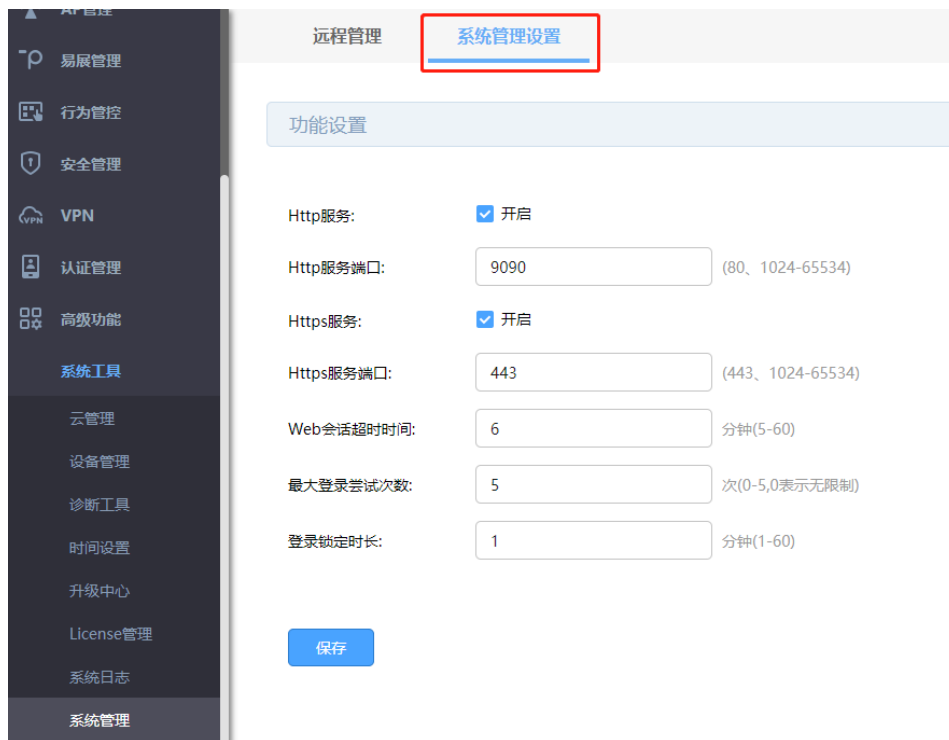 AP管理
易展管理
行为管控
安全管理
VPN
VPN
认证管理
高级功能
系统工具
云管理
设备管理
诊断工具
时间设置
升级中心
License管理
系统日志
系统管理
远程管理 系统管理设置
功能设置
Http服务: 开启
Http服务端口: 9090 (80、1024-65534)
Https服务: 开启
Https服务端口: 443 (443、1024-65534)
Web会话超时时间: 6 分钟(5-60)
最大登录尝试次数: 5 次(0-5,0表示无限制)
登录锁定时长: 1 分钟(1-60)
保存